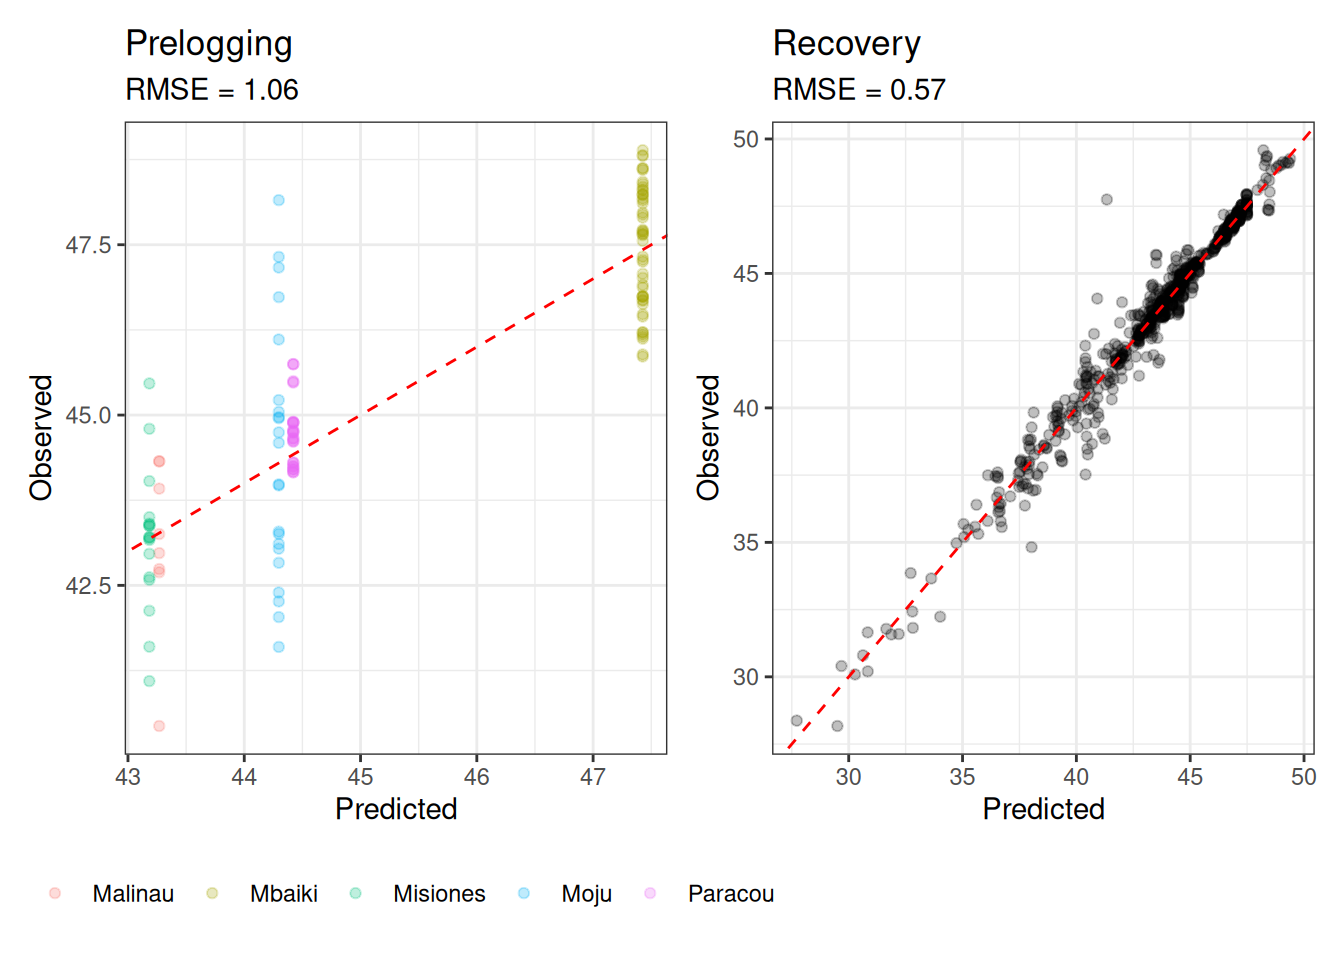 Prelogging
RMSE = 1.06
47.5
45.0
42.5
Observed
43 44 45 46 47
Predicted
Recovery
RMSE = 0.57
50
45
40
35
30
Observed
30 35 40 45 50
Predicted
Malinau Mbaiki Misiones Moju Paracou